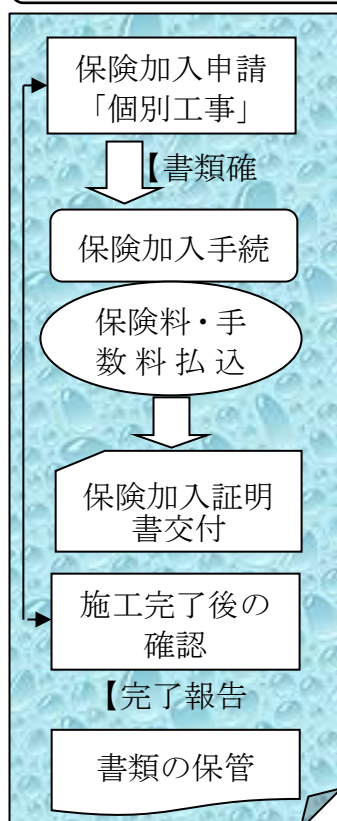 保険加入申請
「個別工事」
【書類確
保険加入手続
保険料・手
数料払込
保険加入証明
書交付
施工完了後の
確認
【完了報告
書類の保管